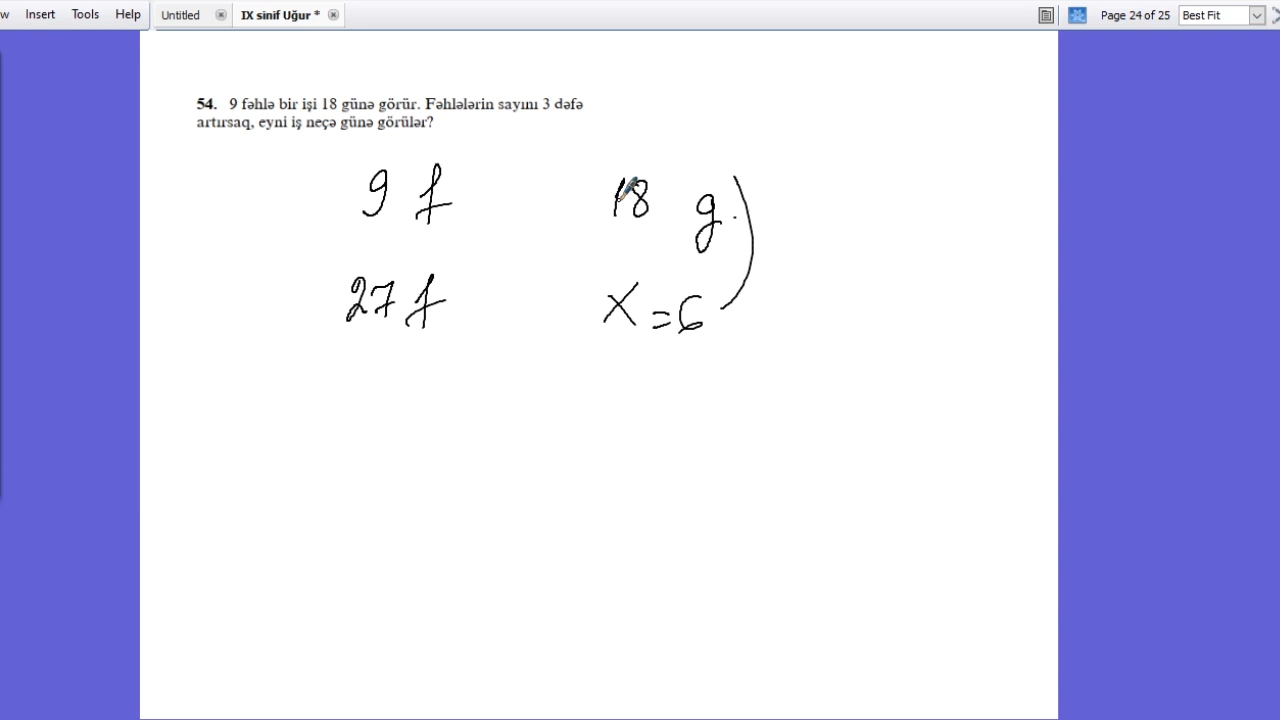 w Insert Tools Help Untitled IX sinif Uğur * Page 24 of 25 Best Fit
54. 9 fəhlə bir işi 18 günə görür. Fəhlələrin sayını 3 dəfə
artırsaq, eyni iş neçə günə görülər?
9 f 18 g.
27 f x = 6